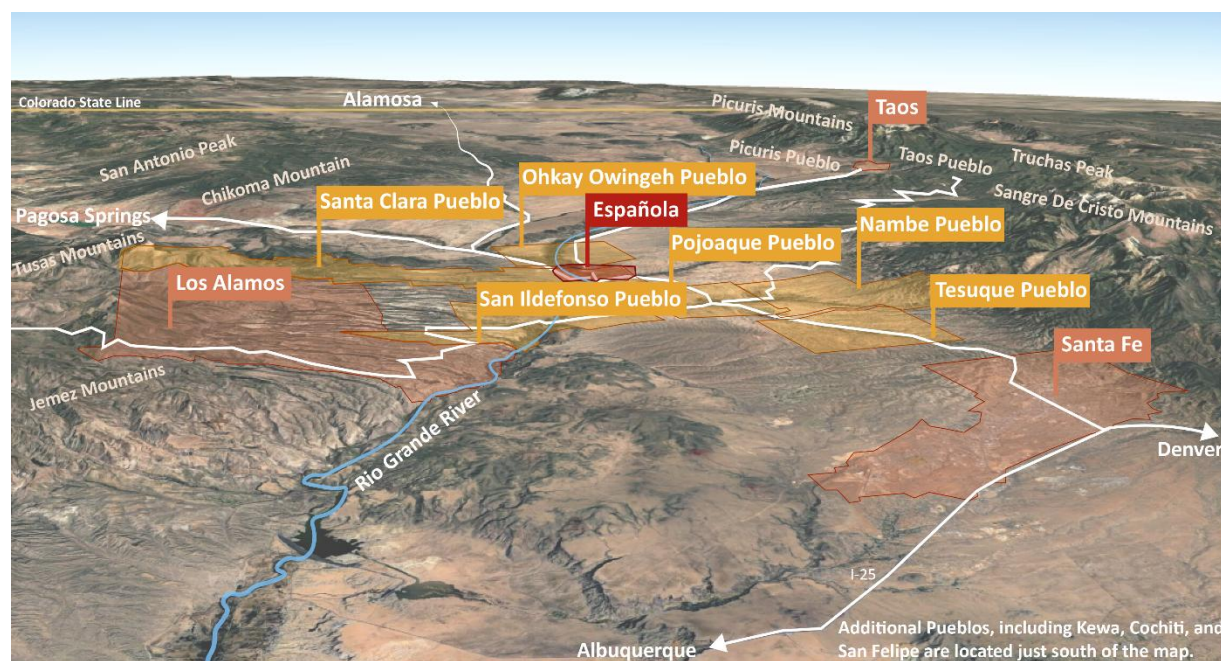 Colorado State Line
Alamosa
Picuris Mountains
Taos
San Antonio Peak
Chikoma Mountain
Picuris Pueblo
Taos Pueblo
Truchas Peak
Ohkay Owingeh Pueblo
Santa Clara Pueblo
Española
Nambe Pueblo
Sangre De Cristo Mountains
Pagosa Springs
Pojoaque Pueblo
Tusas Mountains
Los Alamos
San Ildefonso Pueblo
Tesuque Pueblo
Santa Fe
Jemez Mountains
Rio Grande River
Denver
I-25
Albuquerque
Additional Pueblos, including Kewa, Cochiti, and
San Felipe are located just south of the map.